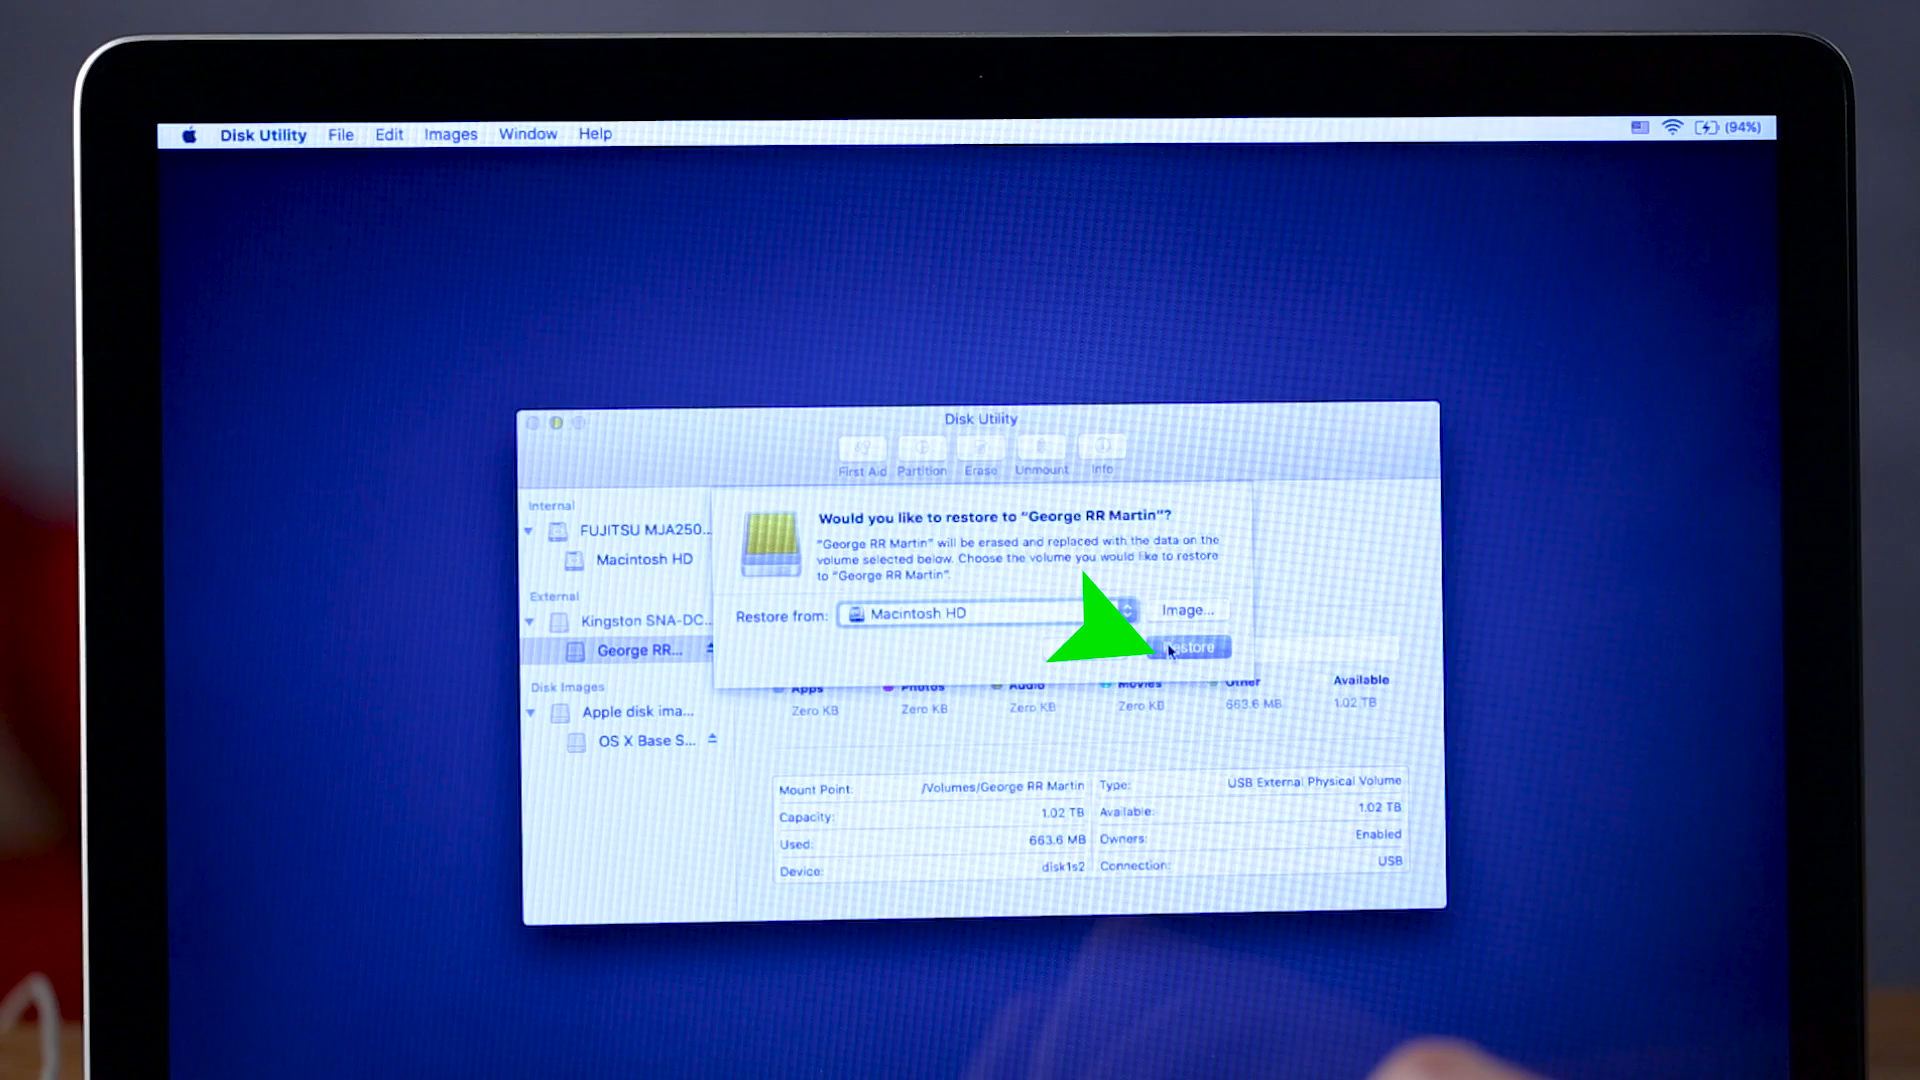 Disk Utility File Edit Images Window Help (94%)
Disk Utility
First Aid Partition Erase Unmount Info
Internal
FUJITSU MJA250...
Macintosh HD
External
Kingston SNA-DC...
George RR...
Disk Images
Apple disk ima...
OS X Base S...
Would you like to restore to “George RR Martin”?
“George RR Martin” will be erased and replaced with the data on the
volume selected below. Choose the volume you would like to restore
to “George RR Martin”.
Restore from: Macintosh HD Image...
Apps Photos Audio Movies Other Available
Zero KB Zero KB Zero KB Zero KB 663.6 MB 1.02 TB
Mount Point: /Volumes/George RR Martin Type: USB External Physical Volume
Capacity: 1.02 TB Available: 1.02 TB
Used: 663.6 MB Owners: Enabled
Device: disk1s2 Connection: USB